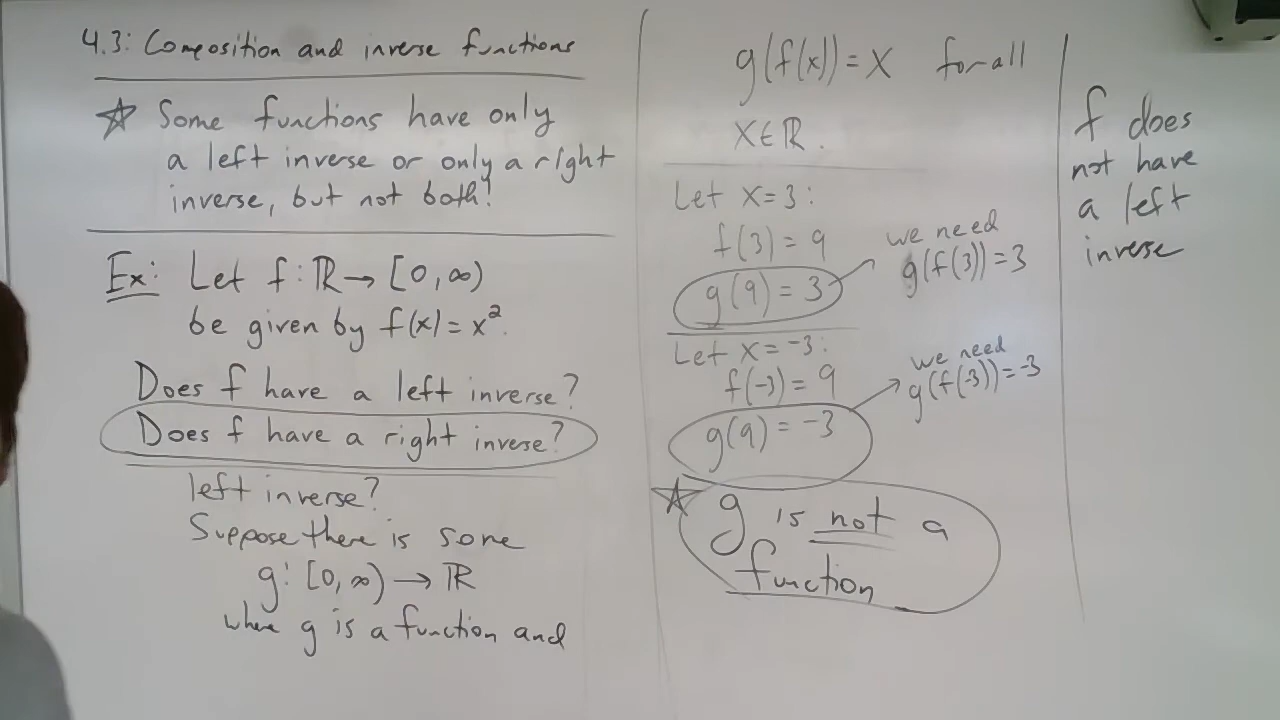 4.3: Composition and inverse functions
☆ Some functions have only
a left inverse or only a right
inverse, but not both!
Ex: Let f: ℝ → [0, ∞)
be given by f(x) = x².
Does f have a left inverse?
Does f have a right inverse?
left inverse?
Suppose there is some
g: [0, ∞) → ℝ
where g is a function and
g(f(x)) = x for all
x ∈ ℝ.
Let x = 3:
f(3) = 9
g(9) = 3
we need
g(f(3)) = 3
Let x = -3:
f(-3) = 9
g(9) = -3
we need
g(f(-3)) = -3
☆ g is not a
function
f does
not have
a left
inverse